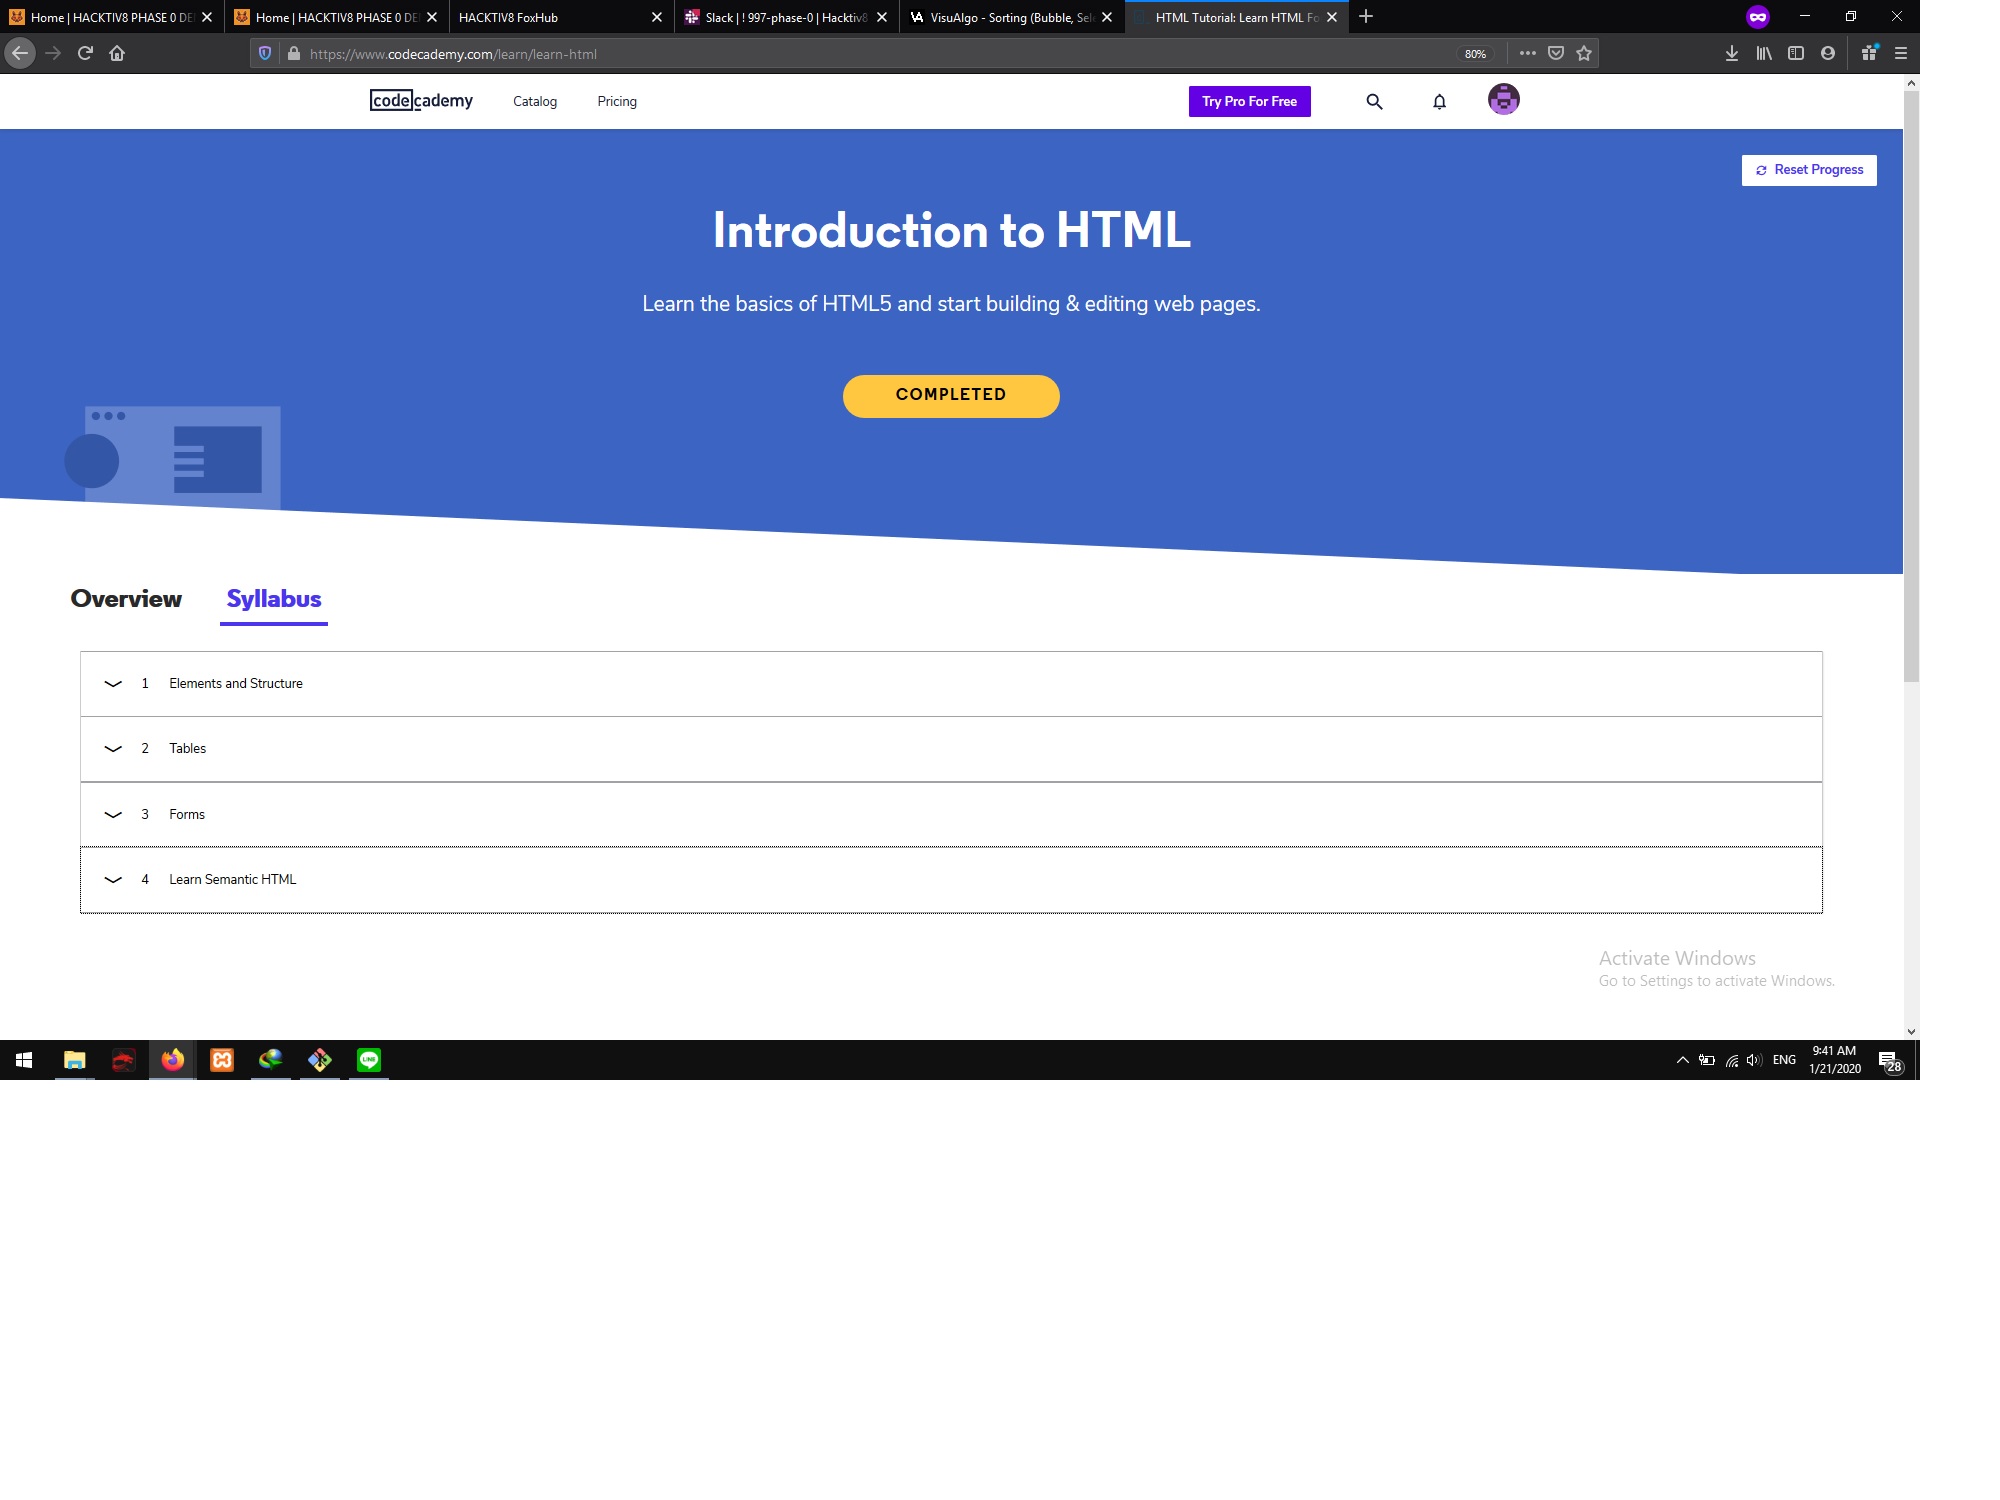 Home | HACKTIV8 PHASE 0 DE
Home | HACKTIV8 PHASE 0 DE
HACKTIV8 FoxHub
Slack | ! 997-phase-0 | Hacktiv8
VisuAlgo - Sorting (Bubble, Sele
HTML Tutorial: Learn HTML Fo
https://www.codecademy.com/learn/learn-html
80%
codecademy
Catalog
Pricing
Try Pro For Free
Reset Progress
Introduction to HTML
Learn the basics of HTML5 and start building & editing web pages.
COMPLETED
Overview
Syllabus
1 Elements and Structure
2 Tables
3 Forms
4 Learn Semantic HTML
Activate Windows
Go to Settings to activate Windows.
LINE
ENG
9:41 AM
1/21/2020
28